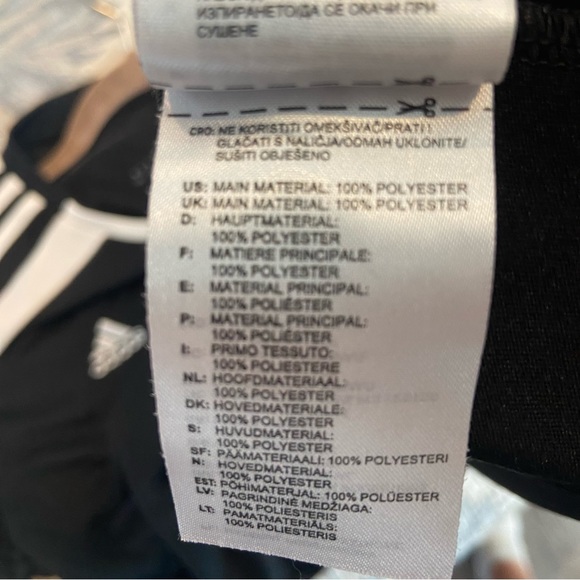 ИЗПИРАНЕТО/ДА СЕ ОКАЧИ ПРИ
СУШЕНЕ
СРО: NE KORISTITI OMEKŠIVAČ/PRATI I
GLAČATI S NALIČJA/ODMAH UKLONITE/
SUŠITI OBJEŠENO
US: MAIN MATERIAL: 100% POLYESTER
UK: MAIN MATERIAL: 100% POLYESTER
D: HAUPTMATERIAL:
100% POLYESTER
F: MATIERE PRINCIPALE:
100% POLYESTER
E: MATERIAL PRINCIPAL:
100% POLIÉSTER
P: MATERIAL PRINCIPAL:
100% POLIÉSTER
I: PRIMO TESSUTO:
100% POLIESTERE
NL: HOOFDMATERIAAL:
100% POLYESTER
DK: HOVEDMATERIALE:
100% POLYESTER
S: HUVUDMATERIAL:
100% POLYESTER
SF: PÄÄMATERIAALI: 100% POLYESTERI
N: HOVEDMATERIAL:
100% POLYESTER
EST: PÕHIMATERJAL: 100% POLÜESTER
LV: PAGRINDINĖ MEDŽIAGA:
100% POLIESTERIS
LT: PAMATMATERIĀLS:
100% POLIESTERIS
adidas